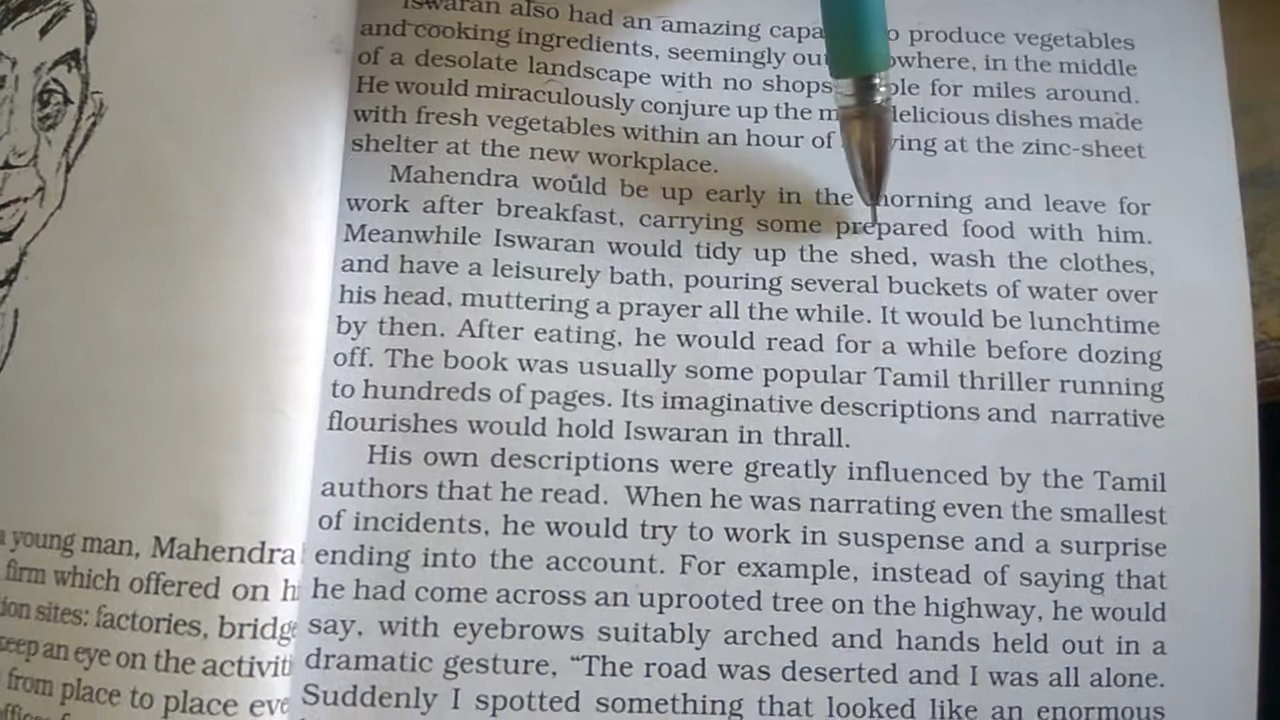 a young man, Mahendra
firm which offered on
sites: factories,
keep an eye on the
from place to place
Iswaran also had an amazing produce vegetables
and cooking ingredients, seemingly in the middle
of a desolate landscape with no shops for miles around.
He would miraculously conjure up the dishes made
with fresh vegetables within an hour of at the zinc-sheet
shelter at the new workplace.
Mahendra would be up early in the morning and leave for
work after breakfast, carrying some prepared food with him.
Meanwhile Iswaran would tidy up the shed, wash the clothes,
and have a leisurely bath, pouring several buckets of water over
his head, muttering a prayer all the while. It would be lunchtime
by then. After eating, he would read for a while before dozing
off. The book was usually some popular Tamil thriller running
to hundreds of pages. Its imaginative descriptions and narrative
flourishes would hold Iswaran in thrall.
His own descriptions were greatly influenced by the Tamil
authors that he read. When he was narrating even the smallest
of incidents, he would try to work in suspense and a surprise
ending into the account. For example, instead of saying that
he had come across an uprooted tree on the highway, he would
say, with eyebrows suitably arched and hands held out in a
dramatic gesture, “The road was deserted and I was all alone.
Suddenly I spotted something that looked like an enormous